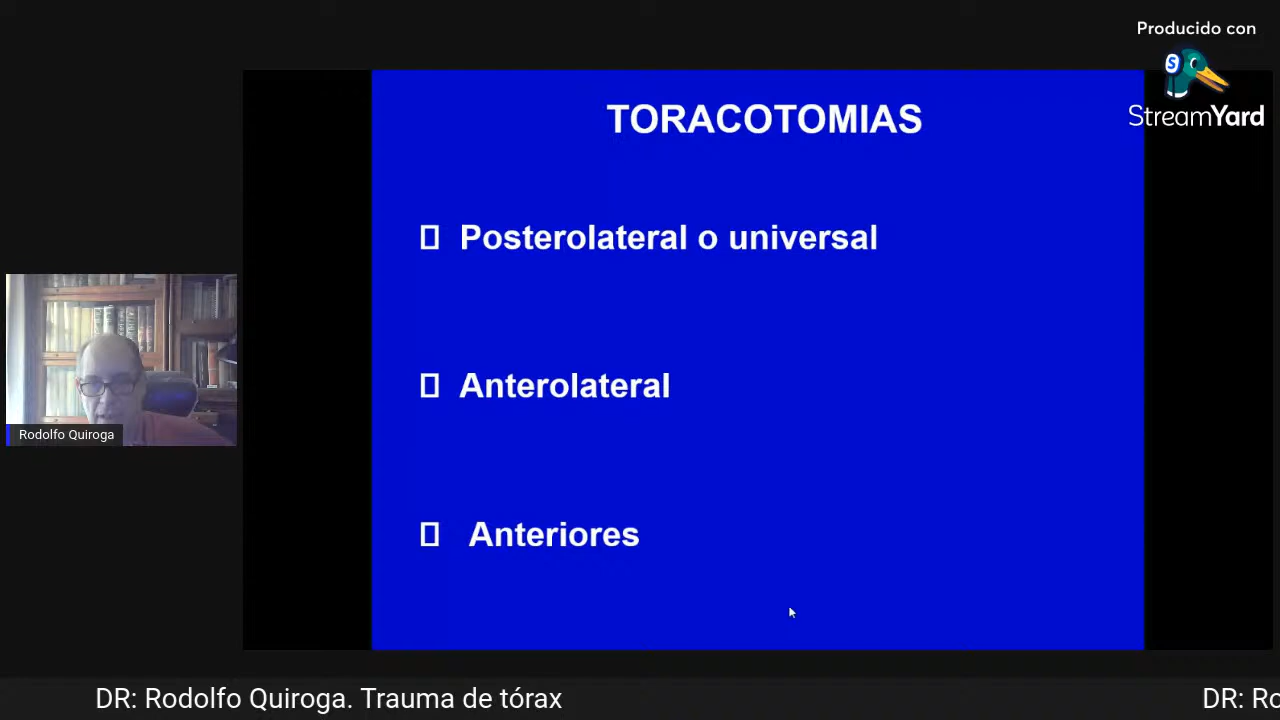 Producido con
StreamYard
TORACOTOMIAS
Posterolateral o universal
Anterolateral
Anteriores
Rodolfo Quiroga
DR: Rodolfo Quiroga. Trauma de tórax
DR: Ro